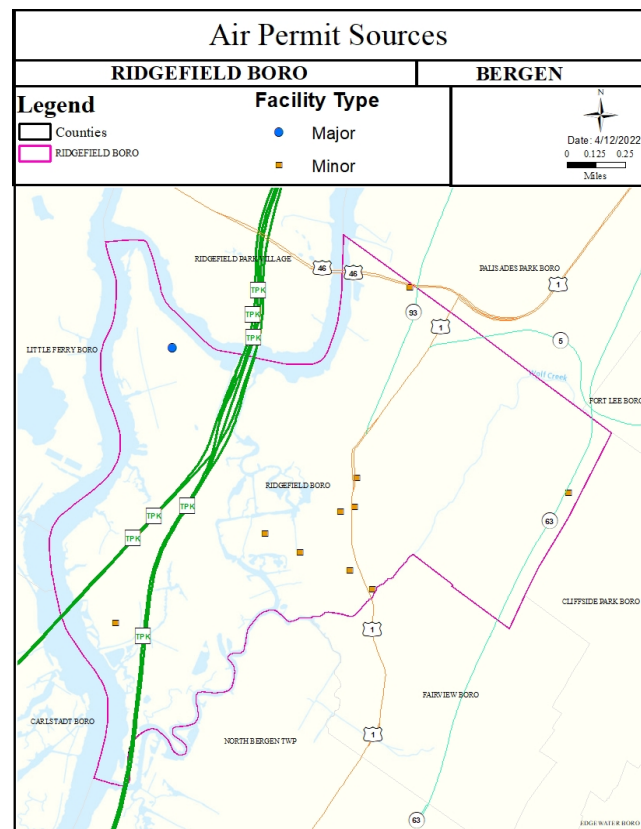 Air Permit Sources
RIDGEFIELD BORO
BERGEN
Legend
Counties
RIDGEFIELD BORO
Facility Type
Major
Minor
N
Date: 4/12/2022
0 0.125 0.25
Miles
RIDGEFIELD PARK VILLAGE
46
46
PALISADES PARK BORO
1
TPK
TPK
93
1
TPK
5
LITTLE FERRY BORO
Wolf Creek
FORT LEE BORO
RIDGEFIELD BORO
TPK
TPK
63
TPK
CLIFFSIDE PARK BORO
TPK
1
FAIRVIEW BORO
CARLSTADT BORO
1
NORTH BERGEN TWP
63
EDGEWATER BORO